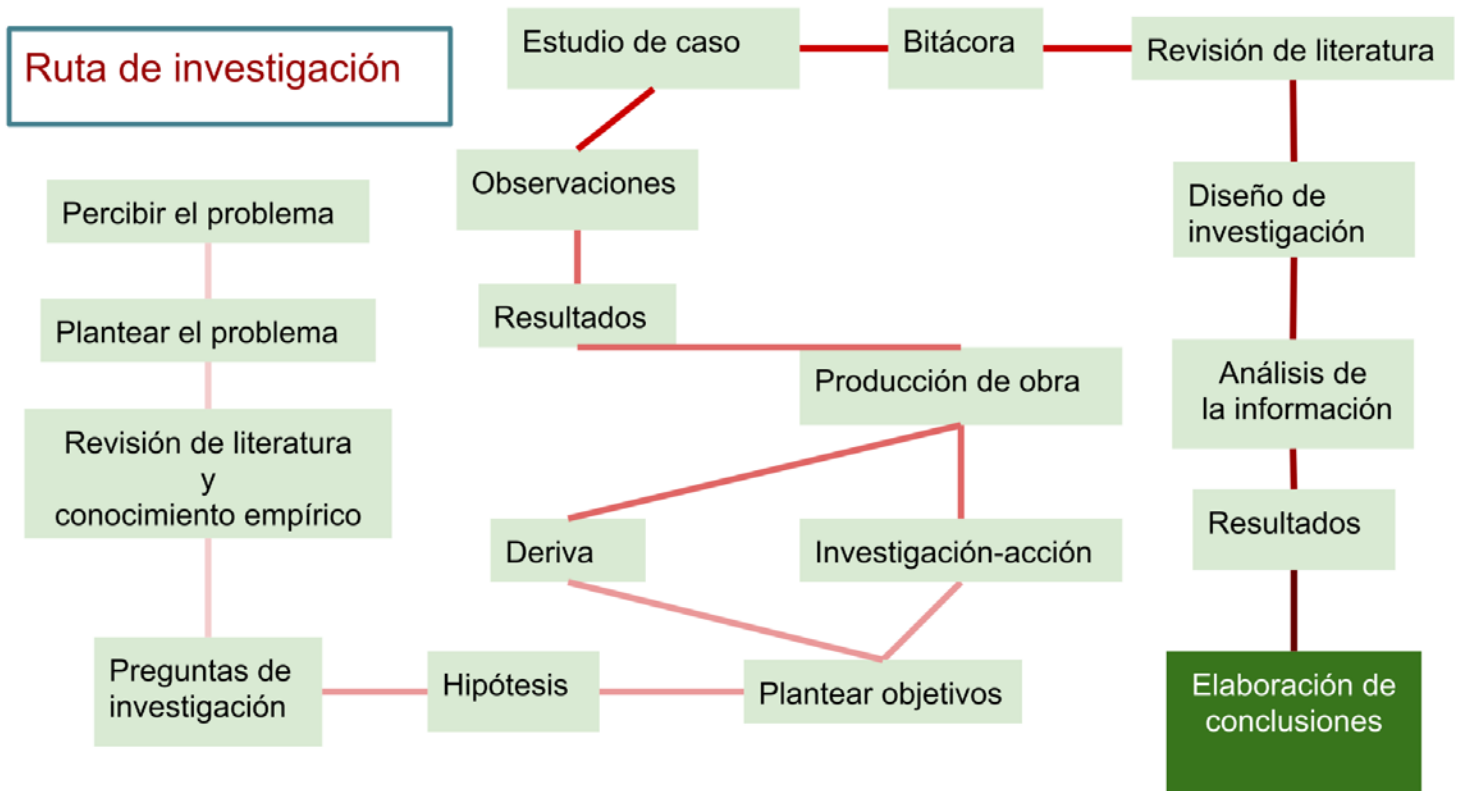 Ruta de investigación
Percibir el problema
Plantear el problema
Revisión de literatura
y
conocimiento empírico
Preguntas de
investigación
Hipótesis
Plantear objetivos
Deriva
Investigación-acción
Producción de obra
Resultados
Observaciones
Estudio de caso
Bitácora
Revisión de literatura
Diseño de
investigación
Análisis de
la información
Resultados
Elaboración de
conclusiones